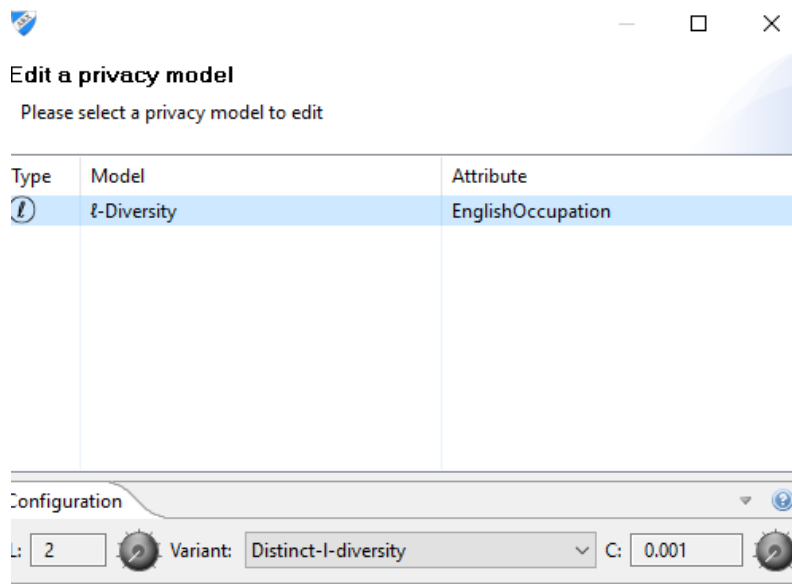 ARX
Edit a privacy model
Please select a privacy model to edit
Type Model Attribute
ℓ ℓ-Diversity EnglishOccupation
Configuration
L: 2 Variant: Distinct-l-diversity C: 0.001